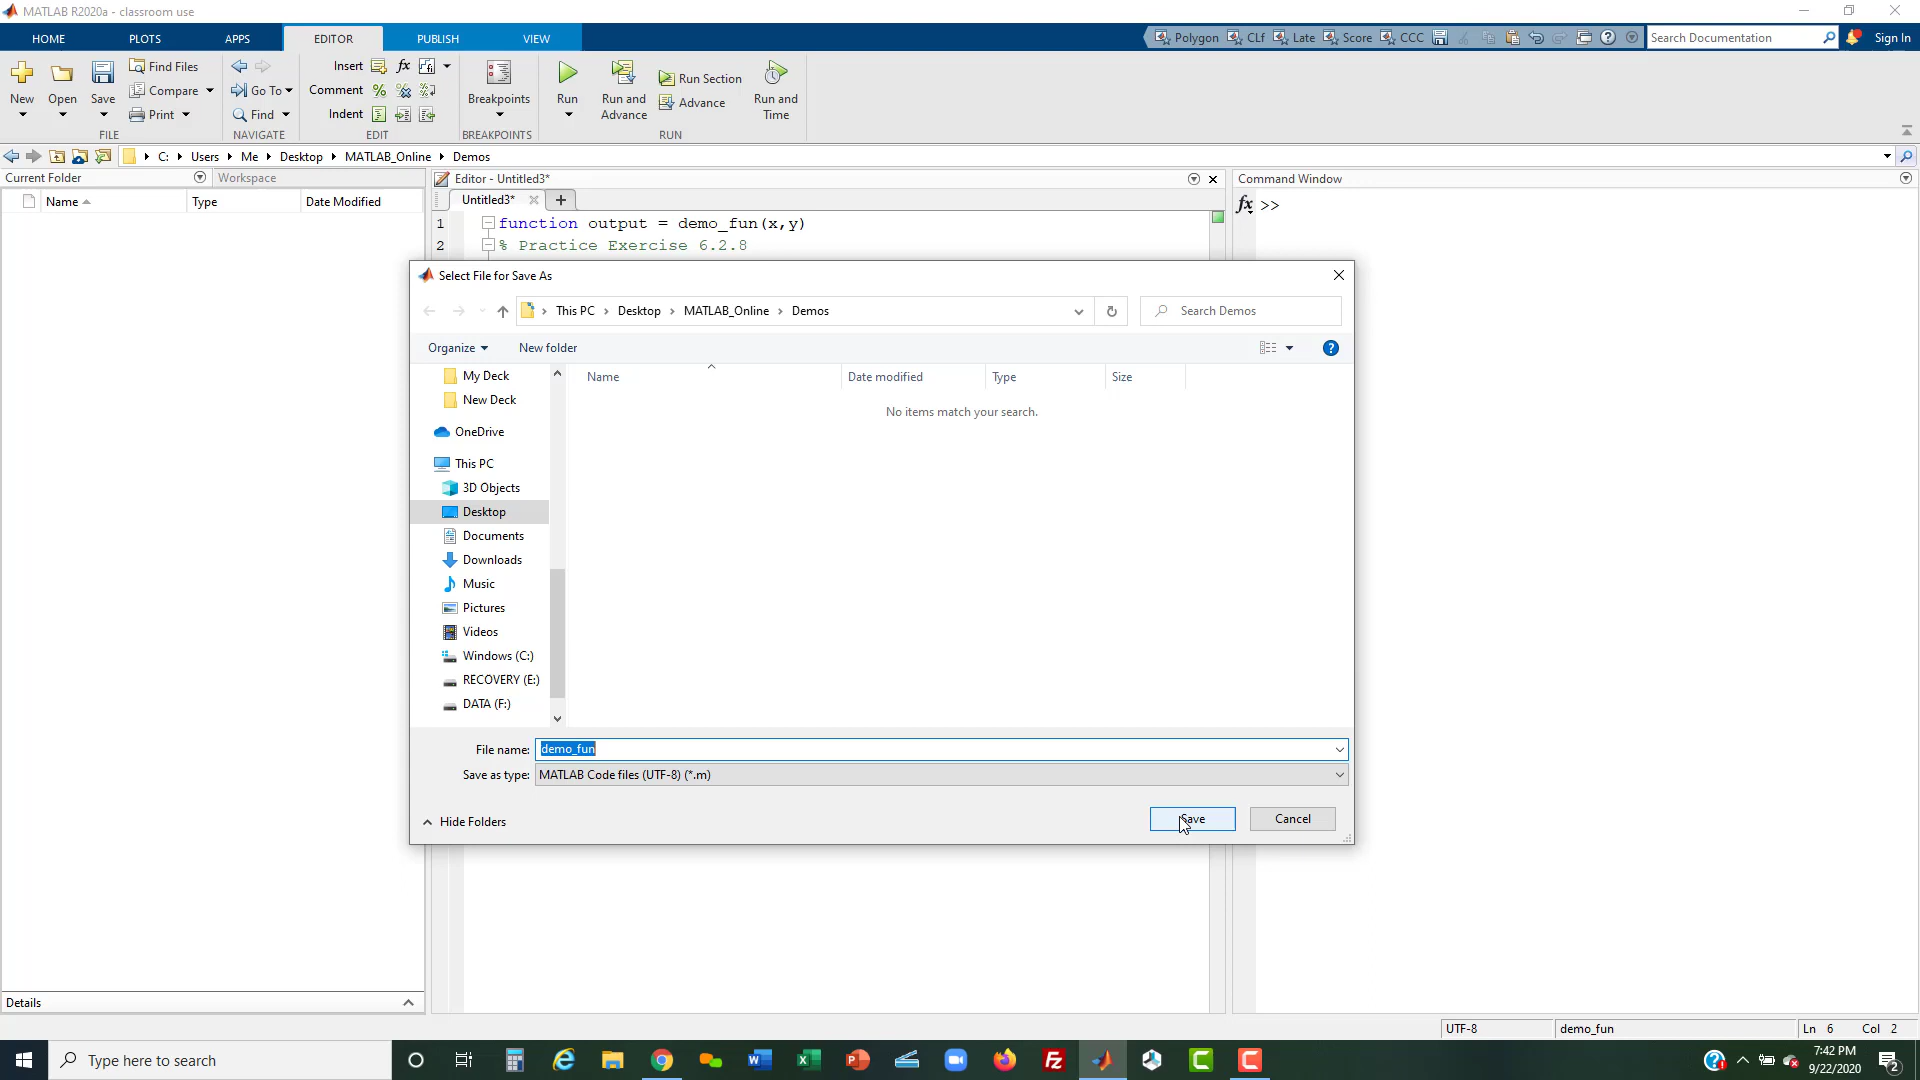 MATLAB R2020a - classroom use
HOME PLOTS APPS EDITOR PUBLISH VIEW
Polygon CLf Late Score CCC Search Documentation Sign In
New Open Save
Find Files
Compare
Print
FILE
Go To
Find
NAVIGATE
Insert fx
Comment
Indent
EDIT
Breakpoints
BREAKPOINTS
Run
Run and Advance
Run Section
Advance
Run and Time
RUN
C: Users Me Desktop MATLAB_Online Demos
Current Folder Workspace
Name Type Date Modified
Editor - Untitled3*
Untitled3*
1 function output = demo_fun(x,y)
2 % Practice Exercise 6.2.8
Command Window
fx >>
Select File for Save As
This PC Desktop MATLAB_Online Demos
Search Demos
Organize New folder
My Deck
New Deck
OneDrive
This PC
3D Objects
Desktop
Documents
Downloads
Music
Pictures
Videos
Windows (C:)
RECOVERY (E:)
DATA (F:)
Name Date modified Type Size
No items match your search.
File name: demo_fun
Save as type: MATLAB Code files (UTF-8) (*.m)
Hide Folders
Save Cancel
Details
UTF-8 demo_fun Ln 6 Col 2
Type here to search
7:42 PM
9/22/2020
2